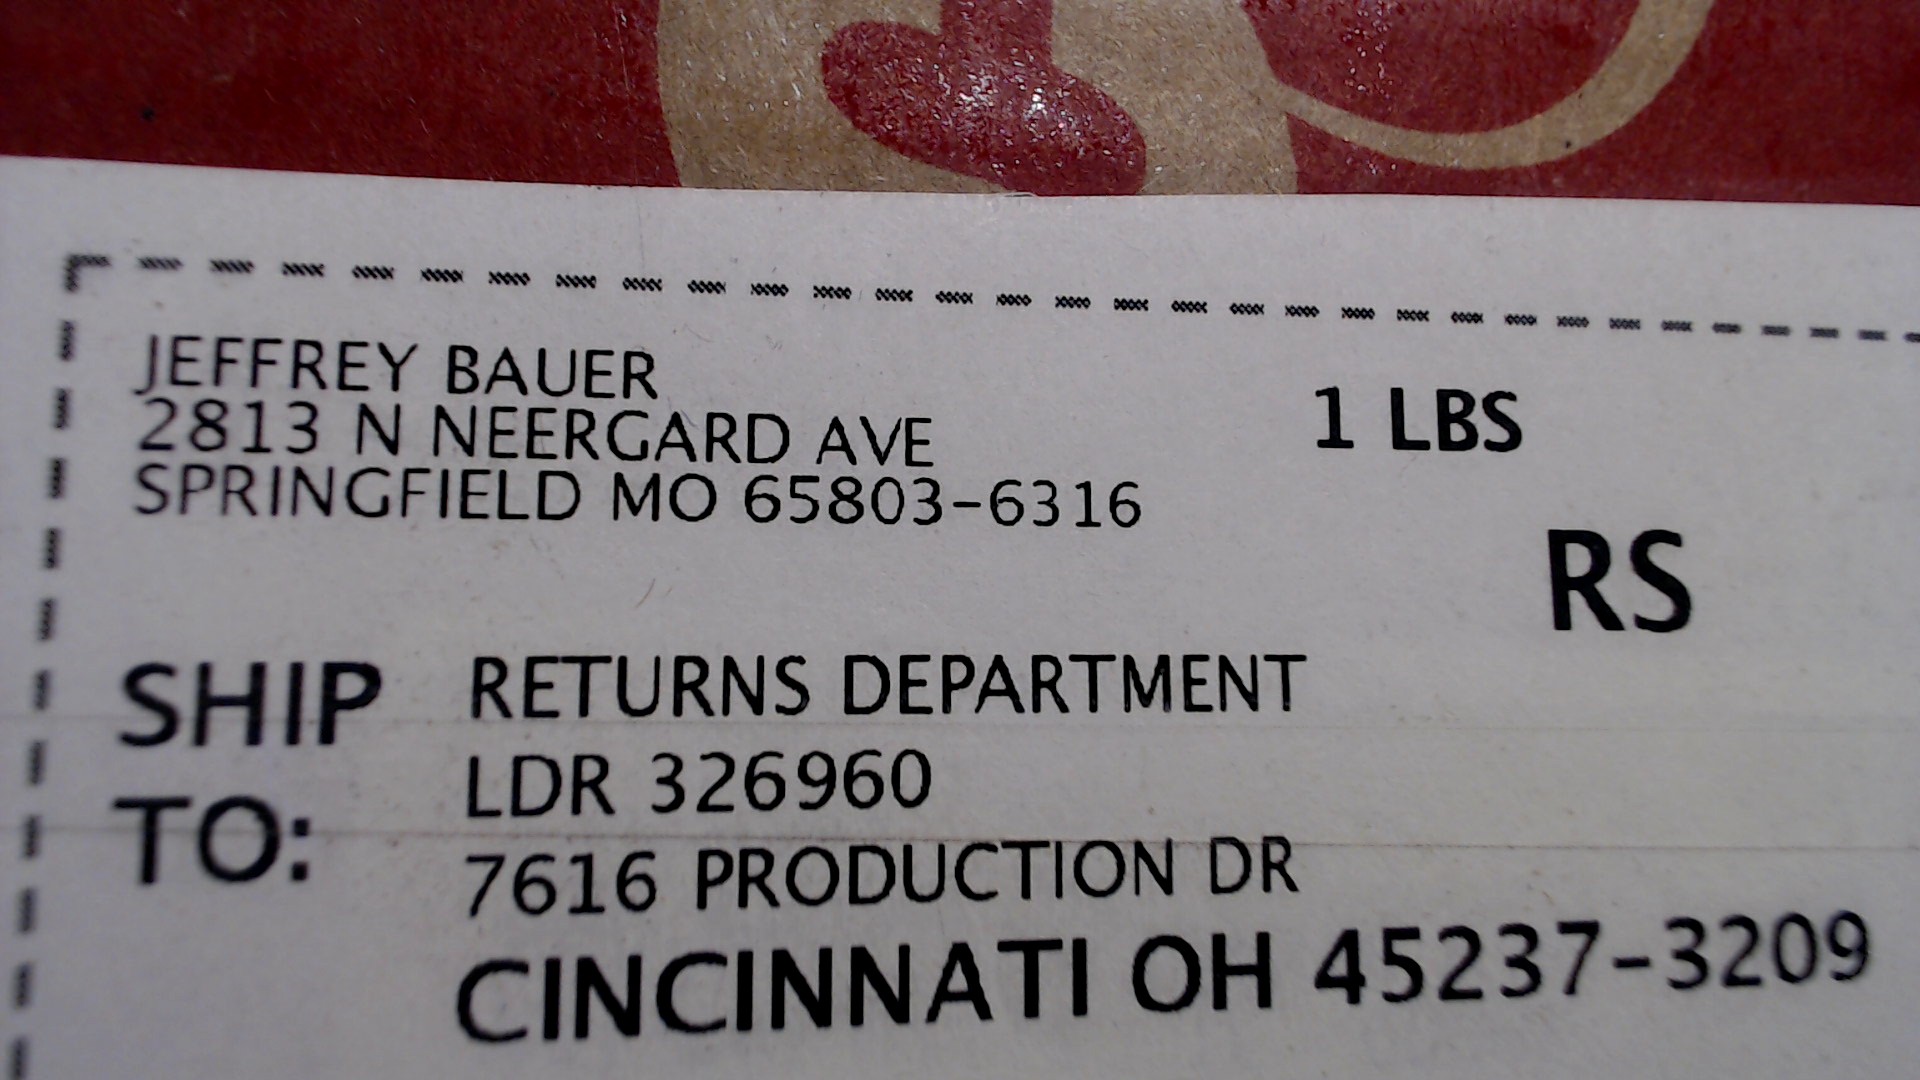 JEFFREY BAUER
2813 N NEERGARD AVE
SPRINGFIELD MO 65803-6316
1 LBS
RS
SHIP TO:
RETURNS DEPARTMENT
LDR 326960
7616 PRODUCTION DR
CINCINNATI OH 45237-3209